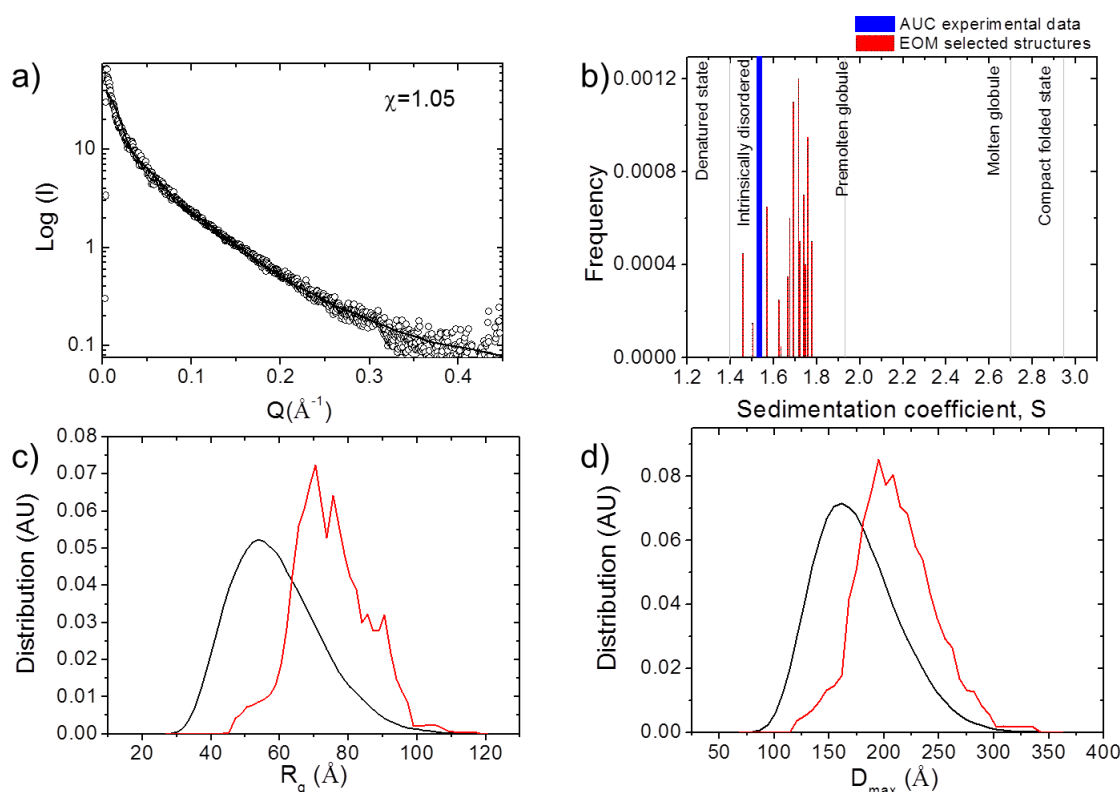 AUC experimental data
EOM selected structures
a)
χ=1.05
10
1
0.1
Log (I)
0.0 0.1 0.2 0.3 0.4
Q(Å⁻¹)
b)
Denatured state
Intrinsically disordered
Premolten globule
Molten globule
Compact folded state
0.0012
0.0008
0.0004
0.0000
Frequency
1.2 1.4 1.6 1.8 2.0 2.2 2.4 2.6 2.8 3.0
Sedimentation coefficient, S
c)
0.08
0.07
0.06
0.05
0.04
0.03
0.02
0.01
0.00
Distribution (AU)
20 40 60 80 100 120
Rg (Å)
d)
0.08
0.06
0.04
0.02
0.00
Distribution (AU)
50 100 150 200 250 300 350 400
Dmax (Å)